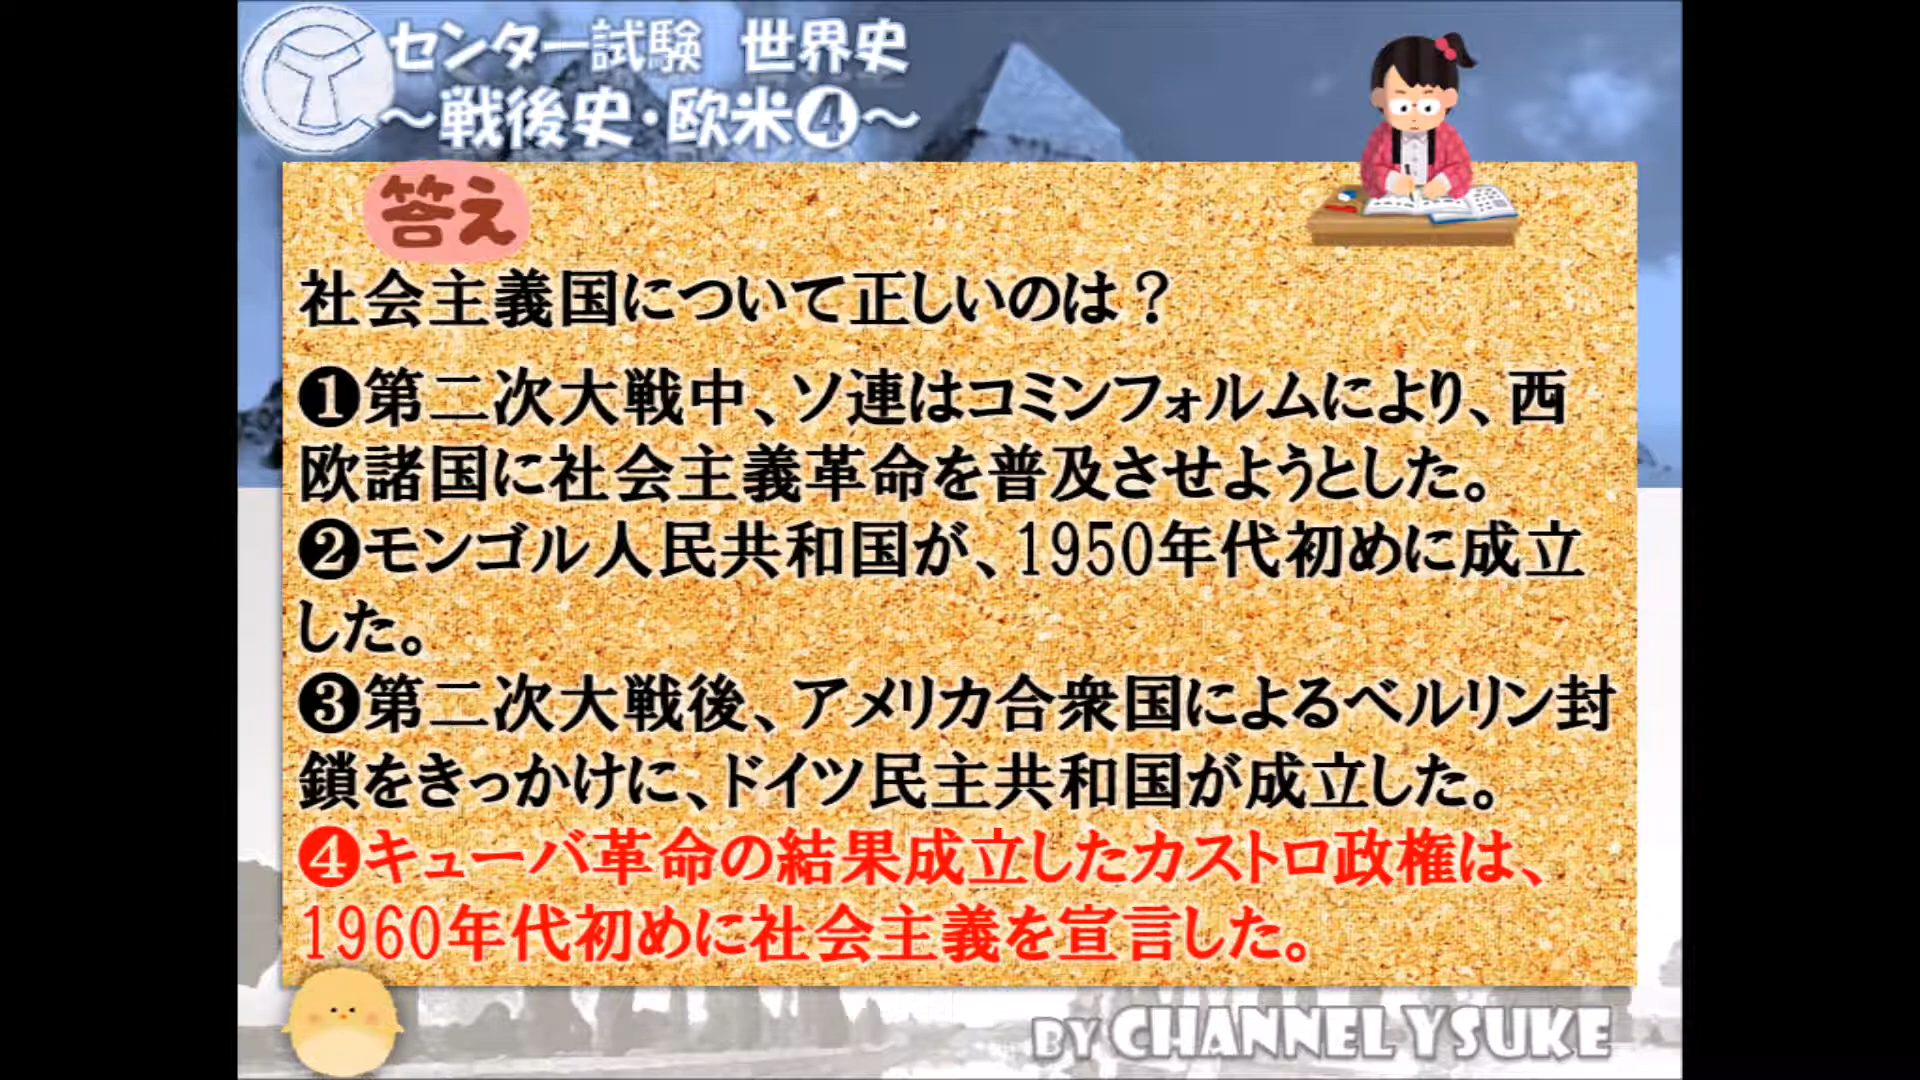 センター試験 世界史
～戦後史・欧米❹～
答え
社会主義国について正しいのは？
❶第二次大戦中、ソ連はコミンフォルムにより、西
欧諸国に社会主義革命を普及させようとした。
❷モンゴル人民共和国が、1950年代初めに成立
した。
❸第二次大戦後、アメリカ合衆国によるベルリン封
鎖をきっかけに、ドイツ民主共和国が成立した。
❹キューバ革命の結果成立したカストロ政権は、
1960年代初めに社会主義を宣言した。
BY CHANNEL YSUKE